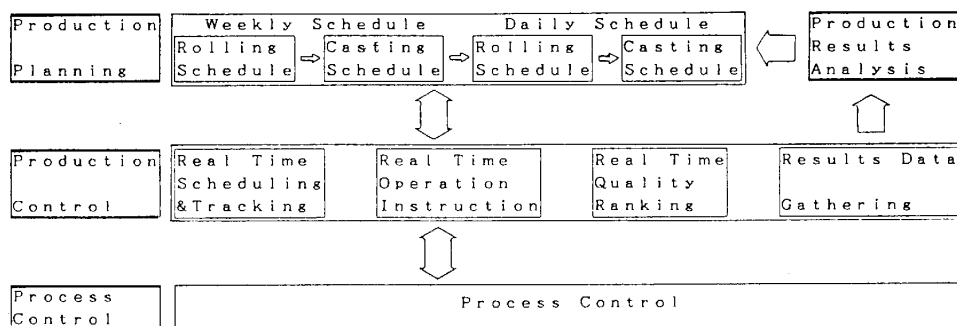 Production
Planning
Weekly Schedule
Daily Schedule
Rolling
Schedule
Casting
Schedule
Rolling
Schedule
Casting
Schedule
Production
Results
Analysis
Production
Control
Real Time
Scheduling
&Tracking
Real Time
Operation
Instruction
Real Time
Quality
Ranking
Results Data
Gathering
Process
Control
Process Control